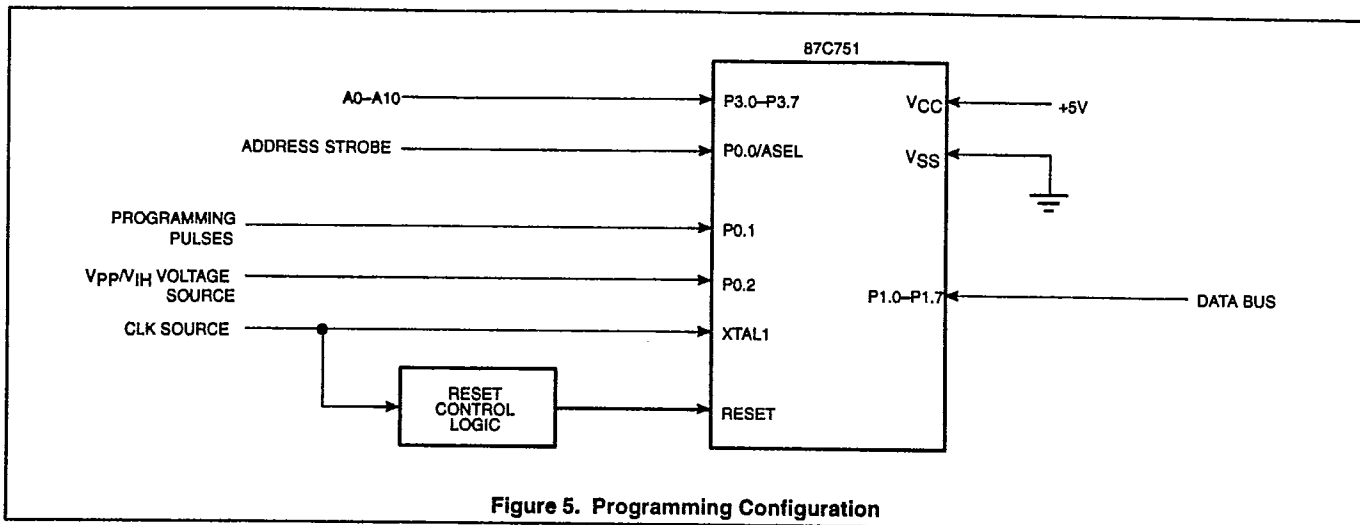 87C751
A0–A10
P3.0–P3.7
VCC
+5V
ADDRESS STROBE
P0.0/ASEL
VSS
PROGRAMMING
PULSES
P0.1
VPP/VIH VOLTAGE
SOURCE
P0.2
P1.0–P1.7
DATA BUS
CLK SOURCE
XTAL1
RESET
CONTROL
LOGIC
RESET
Figure 5. Programming Configuration